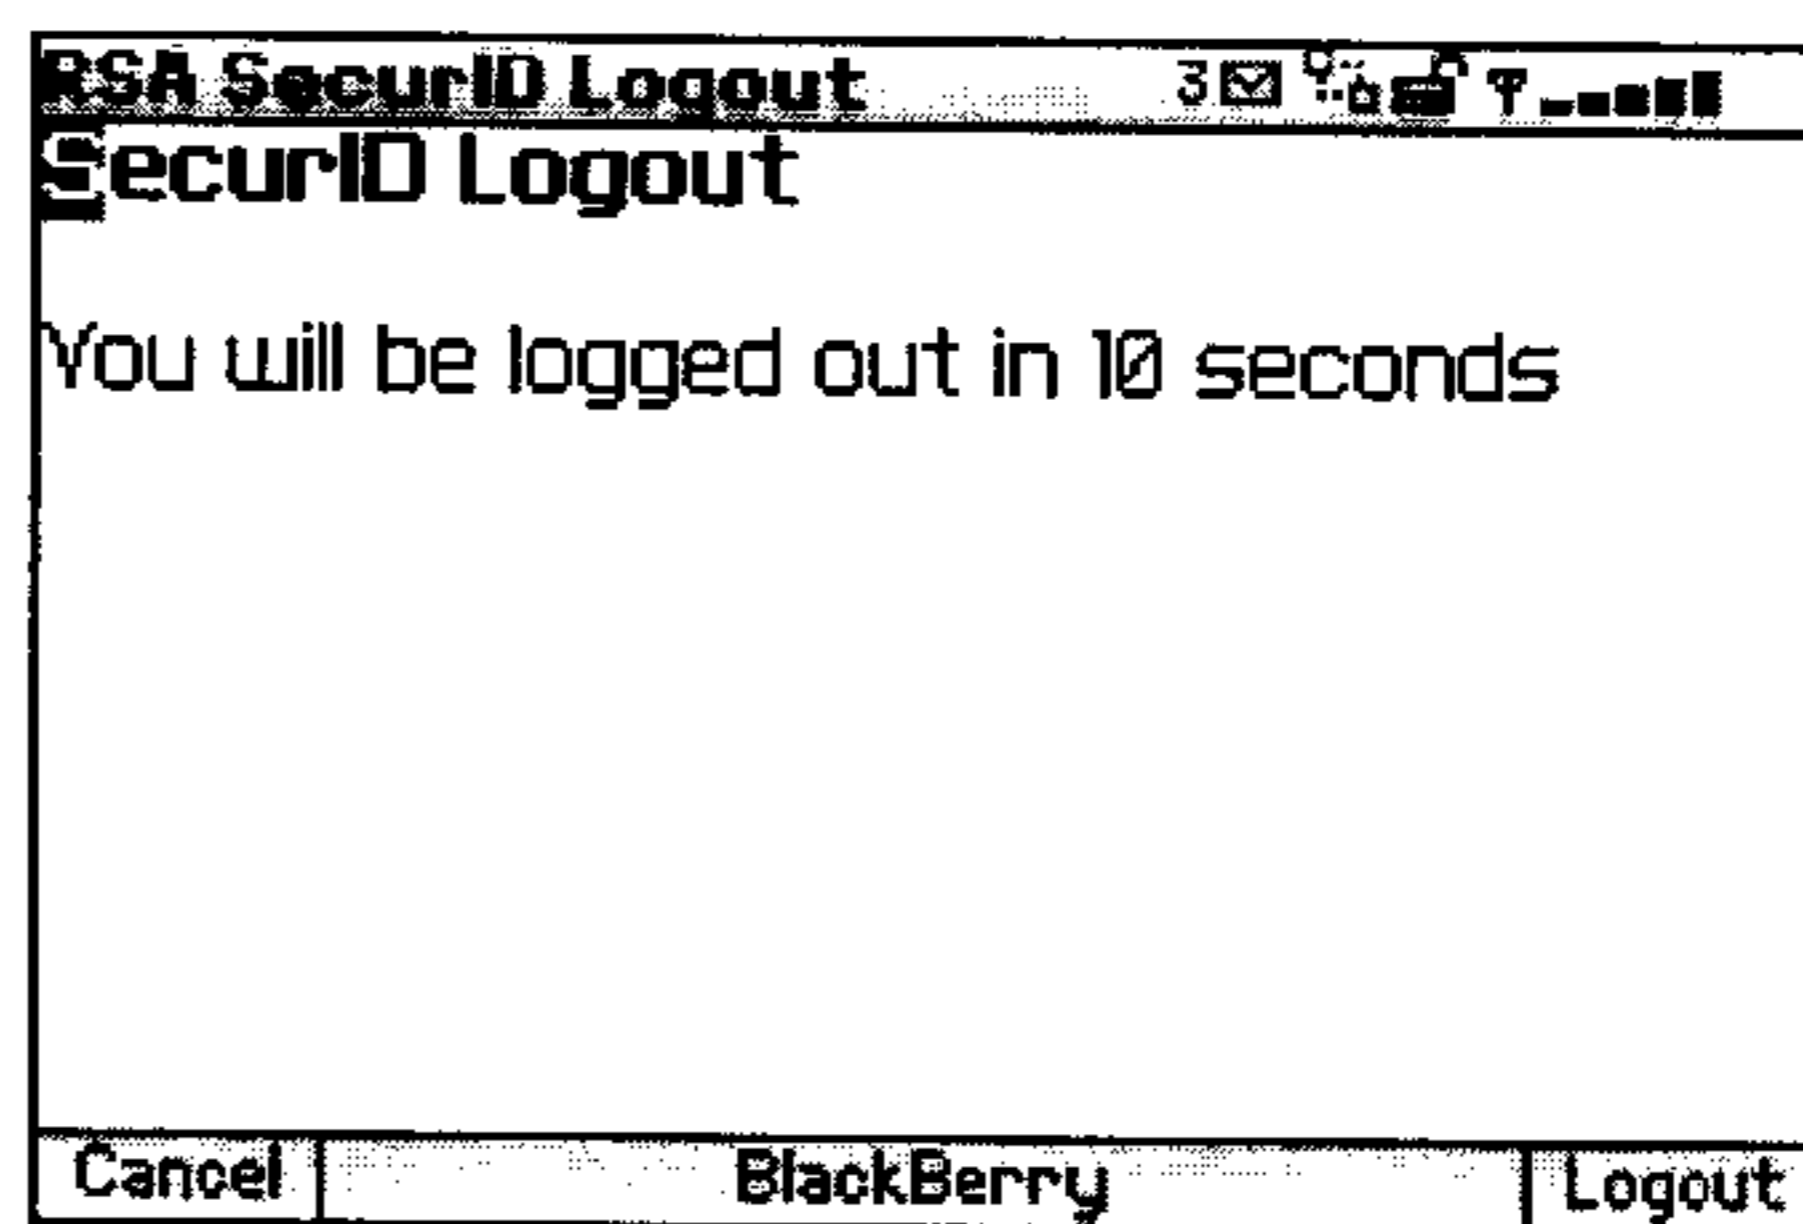 RSA SecurID Logout 3
SecurID Logout
You will be logged out in 10 seconds
Cancel BlackBerry Logout